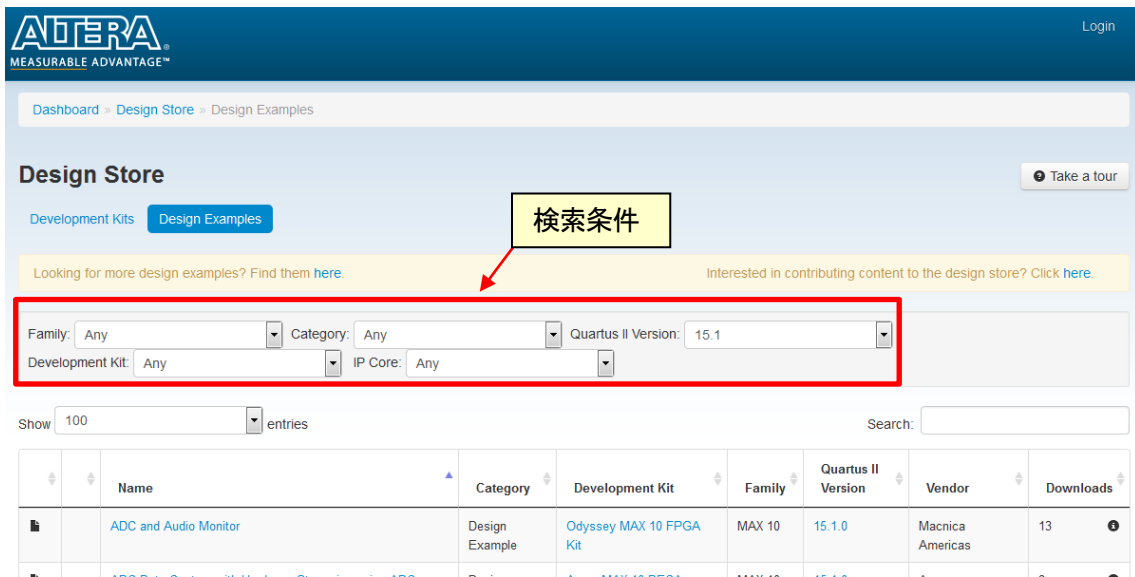 ALTERA®
MEASURABLE ADVANTAGE™
Login
Dashboard » Design Store » Design Examples
Design Store
Take a tour
Development Kits Design Examples
検索条件
Looking for more design examples? Find them here. Interested in contributing content to the design store? Click here.
Family: Any Category: Any Quartus II Version: 15.1
Development Kit: Any IP Core: Any
Show 100 entries Search:
Name Category Development Kit Family Quartus II Version Vendor Downloads
ADC and Audio Monitor Design Example Odyssey MAX 10 FPGA Kit MAX 10 15.1.0 Macnica Americas 13